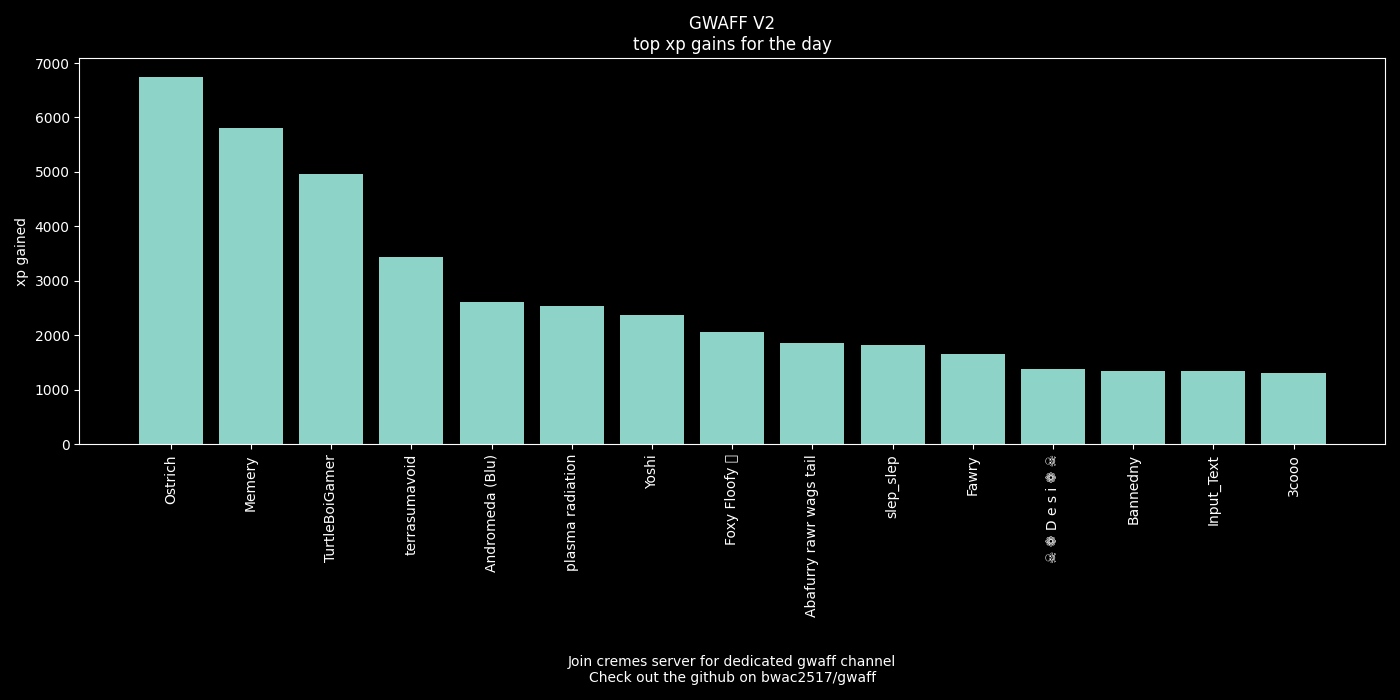 GWAFF V2
top xp gains for the day
7000
6000
5000
4000
3000
2000
1000
0
xp gained
Ostrich
Memery
TurtleBoiGamer
terrasumavoid
Andromeda (Blu)
plasma radiation
Yoshi
Foxy Floofy
Abafurry rawr wags tail
slep_slep
Fawry
☠ ❁ D e s i ❁ ☠
Bannedny
Input_Text
3cooo
Join cremes server for dedicated gwaff channel
Check out the github on bwac2517/gwaff